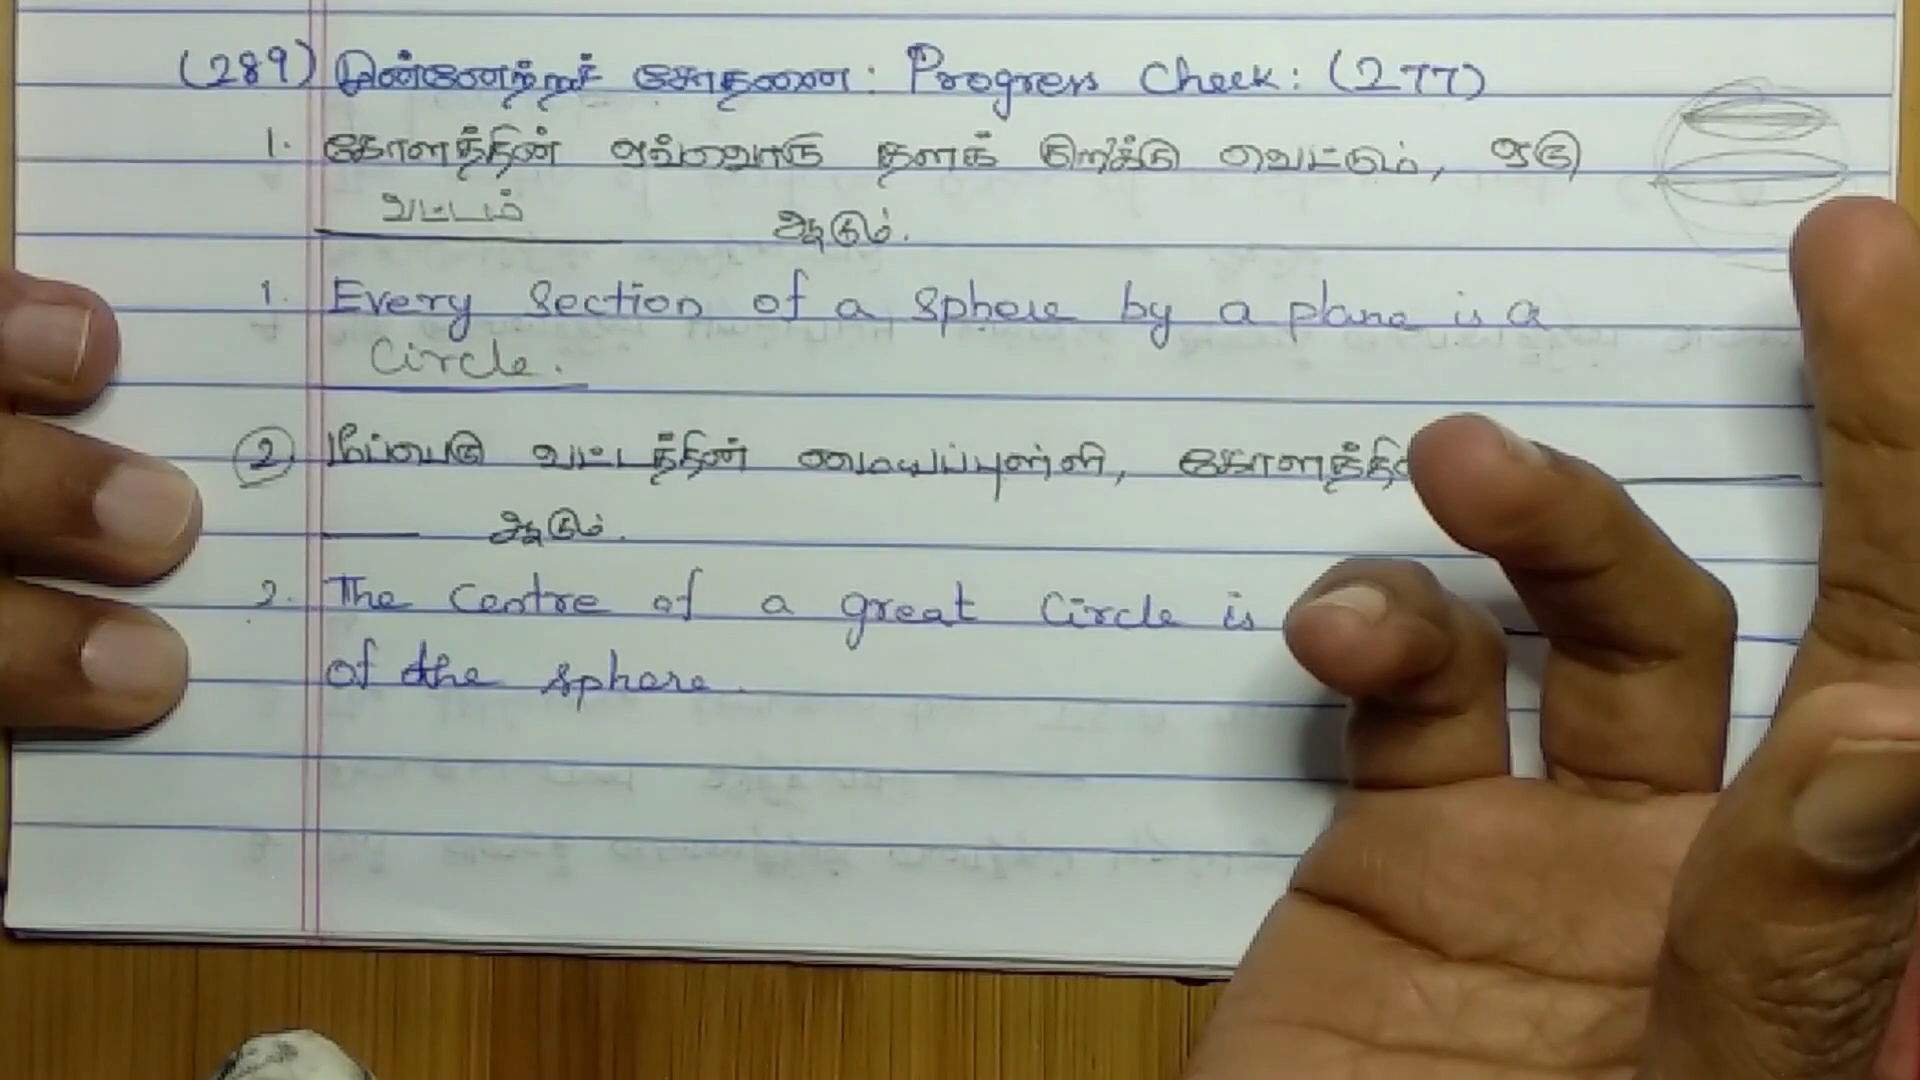 (289) முன்னேற்றச் சோதனை: Progress Check: (277)
1. கோளத்தின் ஒவ்வொரு தளக் குறுக்கு வெட்டும், ஒரு
வட்டம் ஆகும்.
1. Every Section of a sphere by a plane is a
Circle.
2 மீப்பெரு வட்டத்தின் மையப்புள்ளி,
ஆகும்.
2. The Centre of a great Circle is
of the sphere.